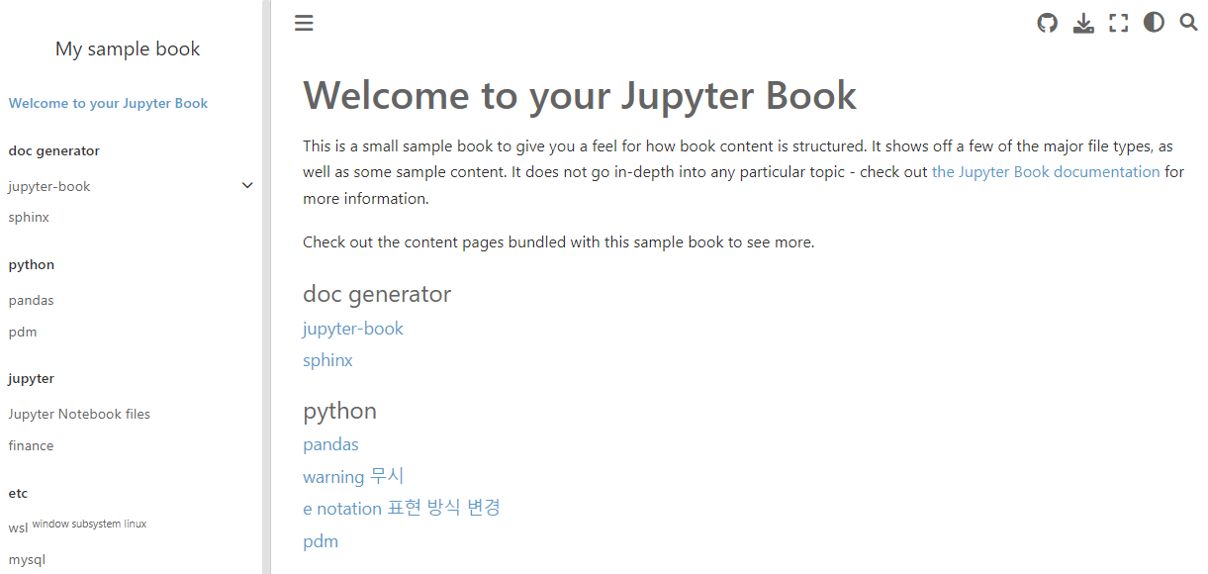 My sample book
Welcome to your Jupyter Book
doc generator
jupyter-book
sphinx
python
pandas
pdm
jupyter
Jupyter Notebook files
finance
etc
wsl window subsystem linux
mysql
Welcome to your Jupyter Book
This is a small sample book to give you a feel for how book content is structured. It shows off a few of the major file types, as
well as some sample content. It does not go in-depth into any particular topic - check out the Jupyter Book documentation for
more information.
Check out the content pages bundled with this sample book to see more.
doc generator
jupyter-book
sphinx
python
pandas
warning 무시
e notation 표현 방식 변경
pdm